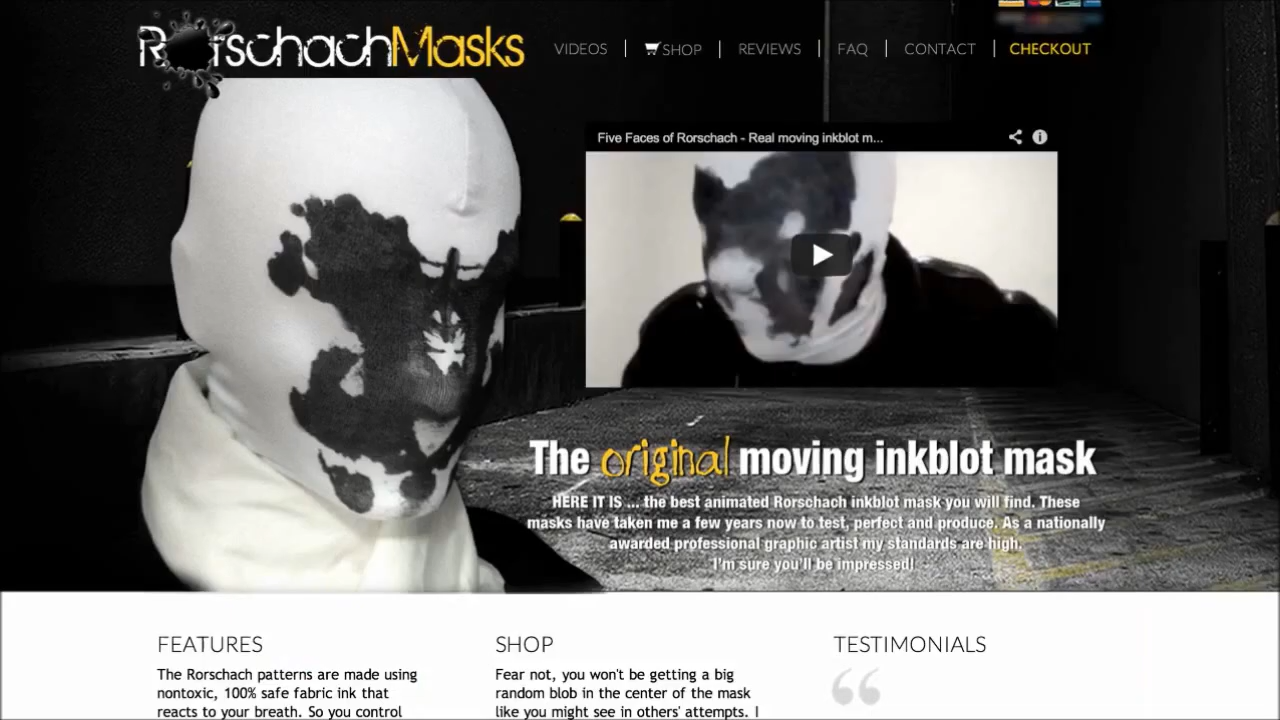 RorschachMasks
VIDEOS SHOP REVIEWS FAQ CONTACT CHECKOUT
Five Faces of Rorschach - Real moving inkblot m...
The original moving inkblot mask
HERE IT IS ... the best animated Rorschach inkblot mask you will find. These
masks have taken me a few years now to test, perfect and produce. As a nationally
awarded professional graphic artist my standards are high.
I'm sure you'll be impressed!
FEATURES
The Rorschach patterns are made using
nontoxic, 100% safe fabric ink that
reacts to your breath. So you control
SHOP
Fear not, you won't be getting a big
random blob in the center of the mask
like you might see in others' attempts. I
TESTIMONIALS